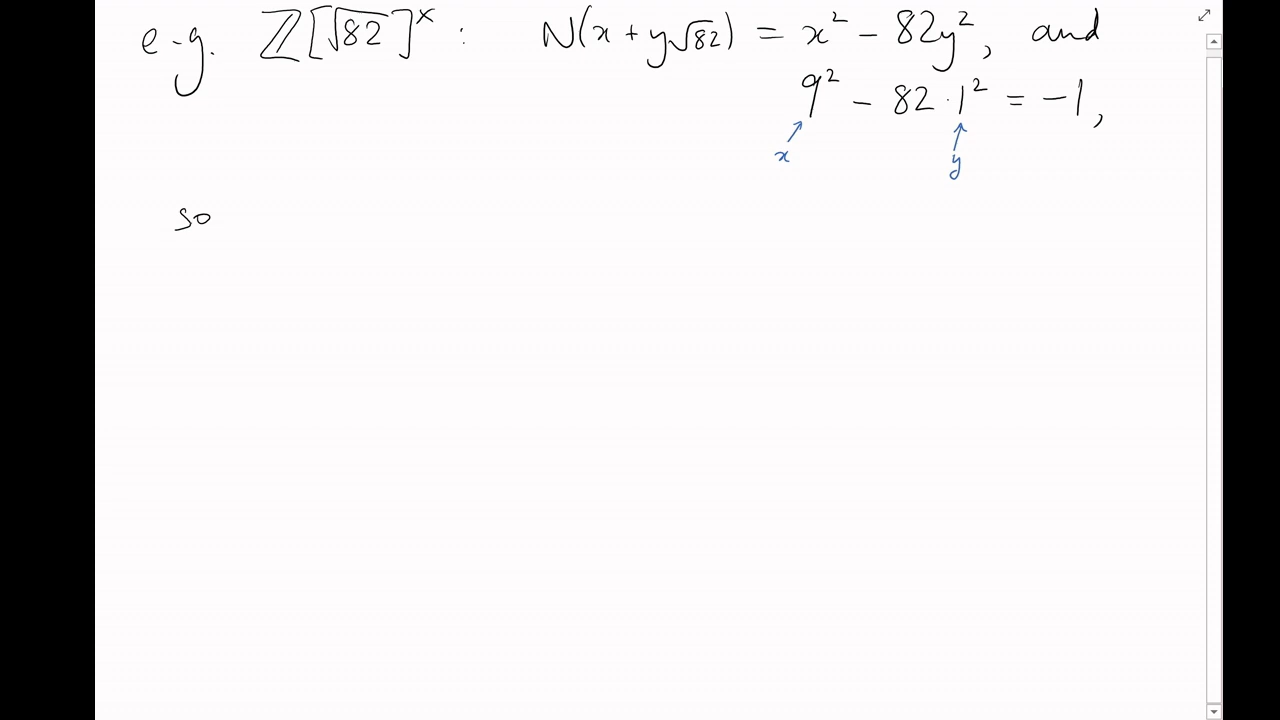 e.g. ℤ[√82]^× : N(x + y√82) = x² − 82y², and
9² − 82 · 1² = −1,
x y
so